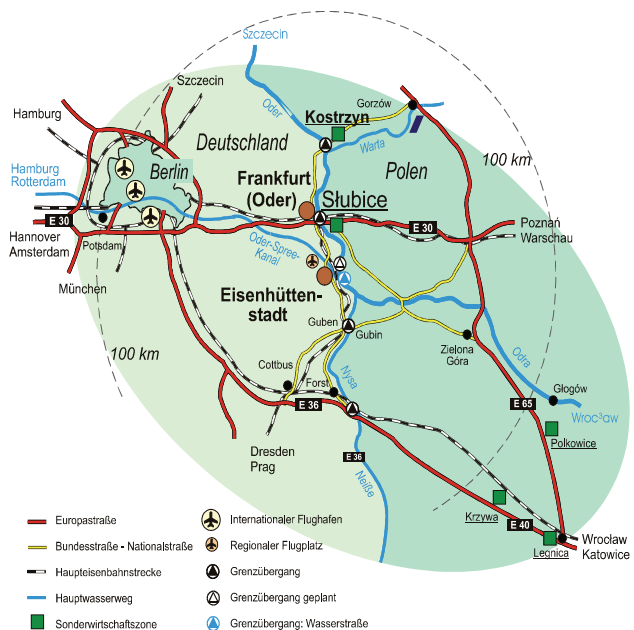 Szczecin
Szczecin
Oder
Gorzów
Kostrzyn
Hamburg
Deutschland
Warta
Polen
100 km
Berlin
Hamburg
Rotterdam
Frankfurt
(Oder)
Słubice
E 30
E 30
Poznań
Warschau
Hannover
Amsterdam
Potsdam
Oder-Spree-
Kanal
München
Eisenhütten-
stadt
Guben
Gubin
Zielona
Góra
Odra
100 km
Cottbus
Forst
Nysa
Głogów
E 36
E 65
Wroc³aw
Polkowice
Dresden
Prag
E 36
Neiße
Krzywa
E 40
Legnica
Wrocław
Katowice
Europastraße
Bundesstraße - Nationalstraße
Haupteisenbahnstrecke
Hauptwasserweg
Sonderwirtschaftszone
Internationaler Flughafen
Regionaler Flugplatz
Grenzübergang
Grenzübergang geplant
Grenzübergang: Wasserstraße